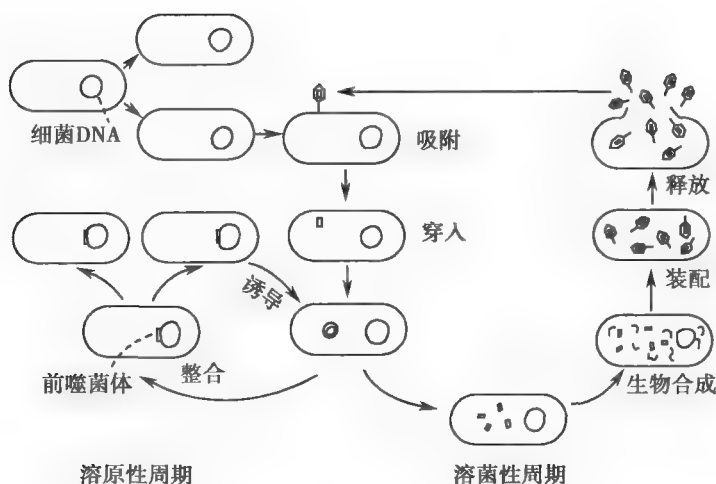 细菌DNA
吸附
释放
穿入
诱导
装配
前噬菌体
整合
生物合成
溶原性周期
溶菌性周期